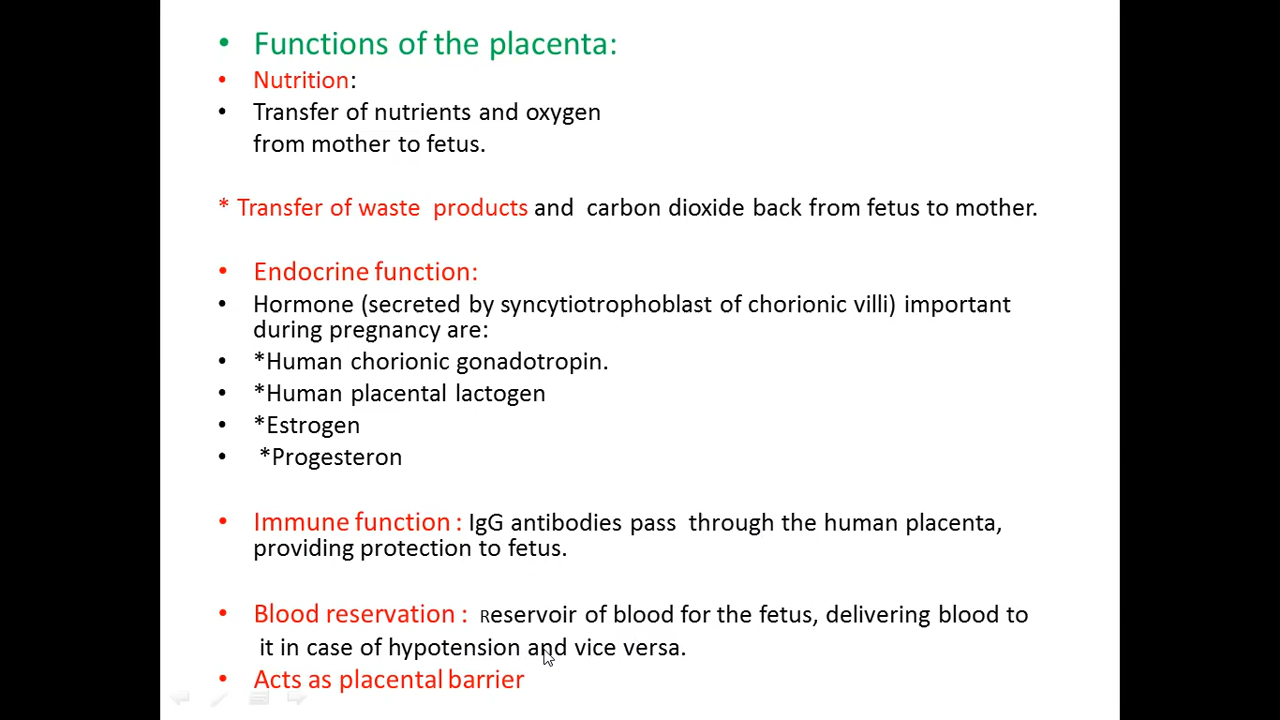 • Functions of the placenta:
• Nutrition:
• Transfer of nutrients and oxygen
from mother to fetus.
* Transfer of waste products and carbon dioxide back from fetus to mother.
• Endocrine function:
• Hormone (secreted by syncytiotrophoblast of chorionic villi) important
during pregnancy are:
• *Human chorionic gonadotropin.
• *Human placental lactogen
• *Estrogen
• *Progesteron
• Immune function : IgG antibodies pass through the human placenta,
providing protection to fetus.
• Blood reservation : Reservoir of blood for the fetus, delivering blood to
it in case of hypotension and vice versa.
• Acts as placental barrier